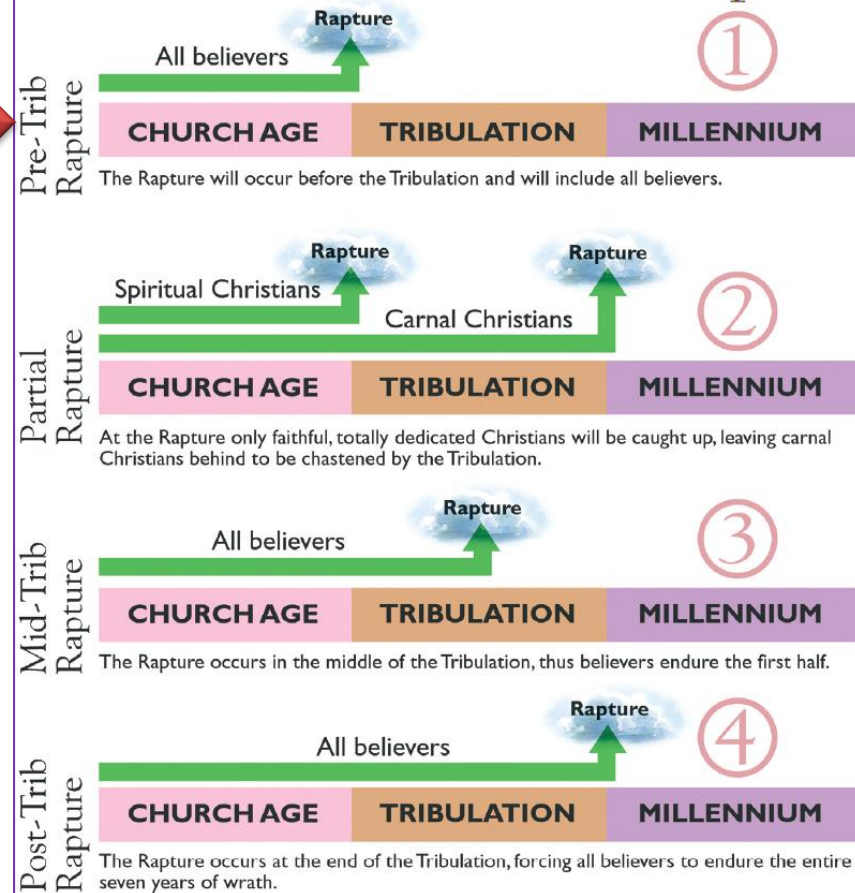 Rapture
①
All believers
Pre-Trib
Rapture
CHURCH AGE TRIBULATION MILLENNIUM
The Rapture will occur before the Tribulation and will include all believers.
Rapture Rapture
②
Spiritual Christians
Carnal Christians
Partial
Rapture
CHURCH AGE TRIBULATION MILLENNIUM
At the Rapture only faithful, totally dedicated Christians will be caught up, leaving carnal
Christians behind to be chastened by the Tribulation.
Rapture
③
All believers
Mid-Trib
Rapture
CHURCH AGE TRIBULATION MILLENNIUM
The Rapture occurs in the middle of the Tribulation, thus believers endure the first half.
Rapture
④
All believers
Post-Trib
Rapture
CHURCH AGE TRIBULATION MILLENNIUM
The Rapture occurs at the end of the Tribulation, forcing all believers to endure the entire
seven years of wrath.